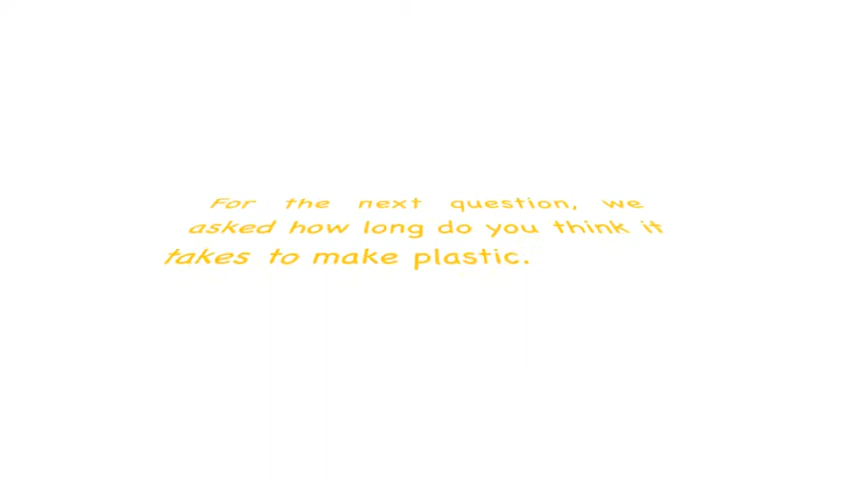 For the next question, we
asked how long do you think it
takes to make plastic.